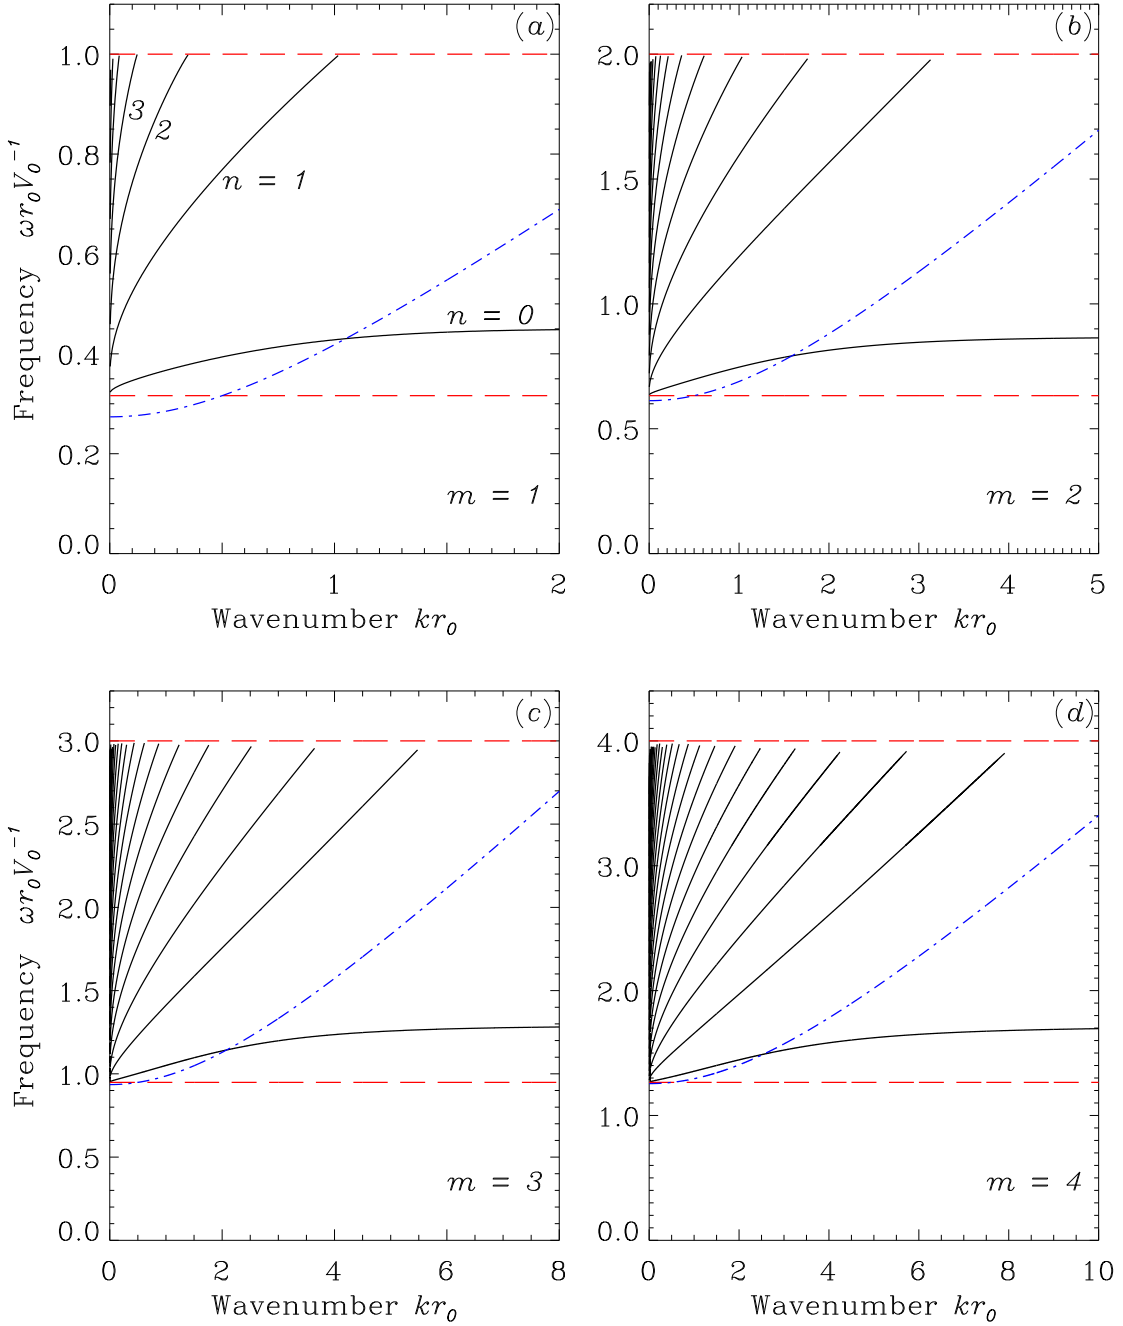 (a)
1.0
0.8
0.6
0.4
0.2
0.0
3
2
n = 1
n = 0
m = 1
0 1 2
Wavenumber kr₀
Frequency ωr₀V₀⁻¹
(b)
2.0
1.5
1.0
0.5
0.0
m = 2
0 1 2 3 4 5
Wavenumber kr₀
(c)
3.0
2.5
2.0
1.5
1.0
0.5
0.0
m = 3
0 2 4 6 8
Wavenumber kr₀
Frequency ωr₀V₀⁻¹
(d)
4.0
3.0
2.0
1.0
0.0
m = 4
0 2 4 6 8 10
Wavenumber kr₀